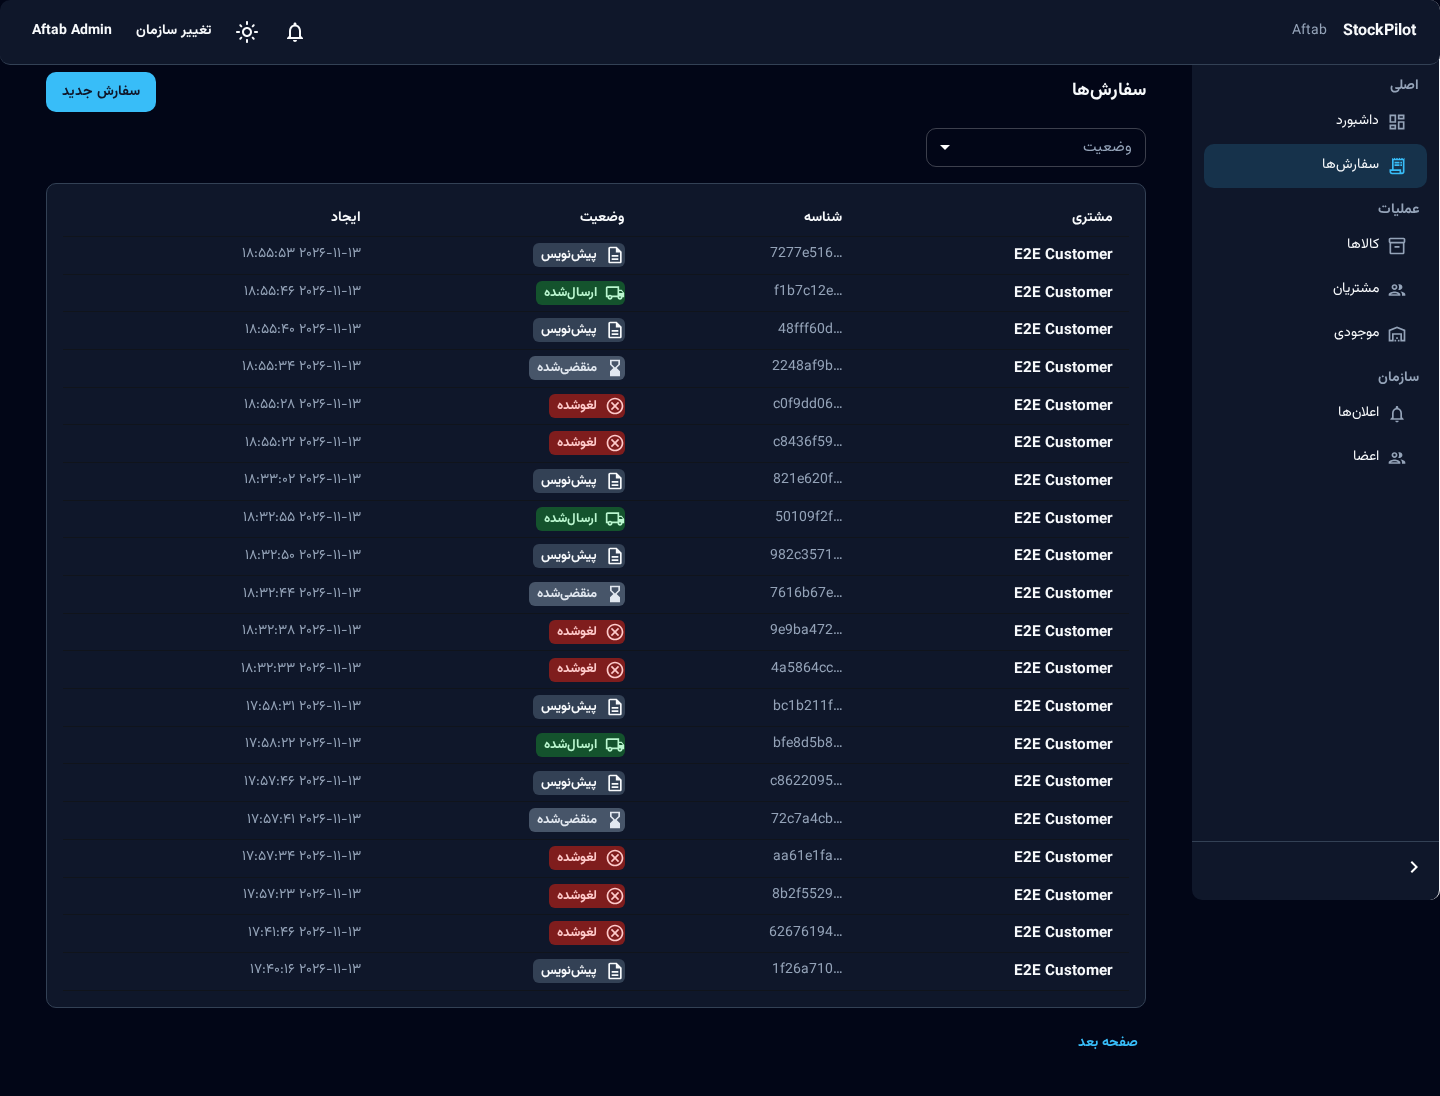 StockPilot Aftab تغییر سازمان Aftab Admin
اصلی
داشبورد
سفارش‌ها
عملیات
کالاها
مشتریان
موجودی
سازمان
اعلان‌ها
اعضا
سفارش‌ها
سفارش جدید
وضعیت
مشتری شناسه وضعیت ایجاد
E2E Customer 7277e516… پیش‌نویس ۲۰۲۶-۱۱-۱۳ ۱۸:۵۵:۵۳
E2E Customer f1b7c12e… ارسال‌شده ۲۰۲۶-۱۱-۱۳ ۱۸:۵۵:۴۶
E2E Customer 48fff60d… پیش‌نویس ۲۰۲۶-۱۱-۱۳ ۱۸:۵۵:۴۰
E2E Customer 2248af9b… منقضی‌شده ۲۰۲۶-۱۱-۱۳ ۱۸:۵۵:۳۴
E2E Customer c0f9dd06… لغوشده ۲۰۲۶-۱۱-۱۳ ۱۸:۵۵:۲۸
E2E Customer c8436f59… لغوشده ۲۰۲۶-۱۱-۱۳ ۱۸:۵۵:۲۲
E2E Customer 821e620f… پیش‌نویس ۲۰۲۶-۱۱-۱۳ ۱۸:۳۳:۰۲
E2E Customer 50109f2f… ارسال‌شده ۲۰۲۶-۱۱-۱۳ ۱۸:۳۲:۵۵
E2E Customer 982c3571… پیش‌نویس ۲۰۲۶-۱۱-۱۳ ۱۸:۳۲:۵۰
E2E Customer 7616b67e… منقضی‌شده ۲۰۲۶-۱۱-۱۳ ۱۸:۳۲:۴۴
E2E Customer 9e9ba472… لغوشده ۲۰۲۶-۱۱-۱۳ ۱۸:۳۲:۳۸
E2E Customer 4a5864cc… لغوشده ۲۰۲۶-۱۱-۱۳ ۱۸:۳۲:۳۳
E2E Customer bc1b211f… پیش‌نویس ۲۰۲۶-۱۱-۱۳ ۱۷:۵۸:۳۱
E2E Customer bfe8d5b8… ارسال‌شده ۲۰۲۶-۱۱-۱۳ ۱۷:۵۸:۲۲
E2E Customer c8622095… پیش‌نویس ۲۰۲۶-۱۱-۱۳ ۱۷:۵۷:۴۶
E2E Customer 72c7a4cb… منقضی‌شده ۲۰۲۶-۱۱-۱۳ ۱۷:۵۷:۴۱
E2E Customer aa61e1fa… لغوشده ۲۰۲۶-۱۱-۱۳ ۱۷:۵۷:۳۴
E2E Customer 8b2f5529… لغوشده ۲۰۲۶-۱۱-۱۳ ۱۷:۵۷:۲۳
E2E Customer 62676194… لغوشده ۲۰۲۶-۱۱-۱۳ ۱۷:۴۱:۴۶
E2E Customer 1f26a710… پیش‌نویس ۲۰۲۶-۱۱-۱۳ ۱۷:۴۰:۱۶
صفحه بعد